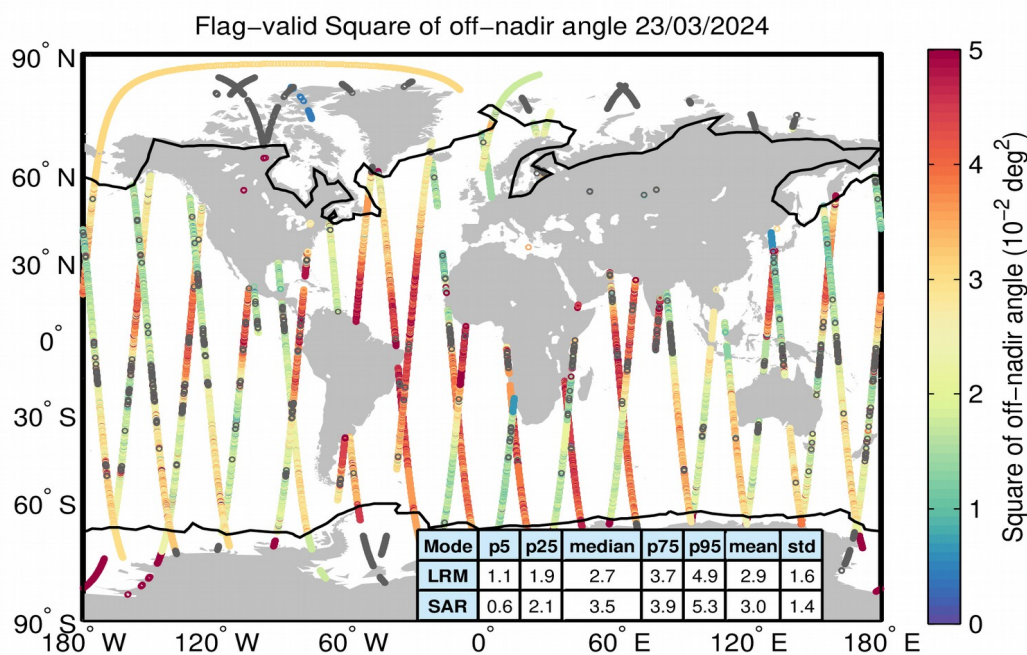 Flag−valid Square of off−nadir angle 23/03/2024
90° N
60° N
30° N
0°
30° S
60° S
90° S
180° W
120° W
60° W
0°
60° E
120° E
180° E
Mode p5 p25 median p75 p95 mean std
LRM 1.1 1.9 2.7 3.7 4.9 2.9 1.6
SAR 0.6 2.1 3.5 3.9 5.3 3.0 1.4
5
4
3
2
1
0
Square of off−nadir angle (10⁻² deg²)